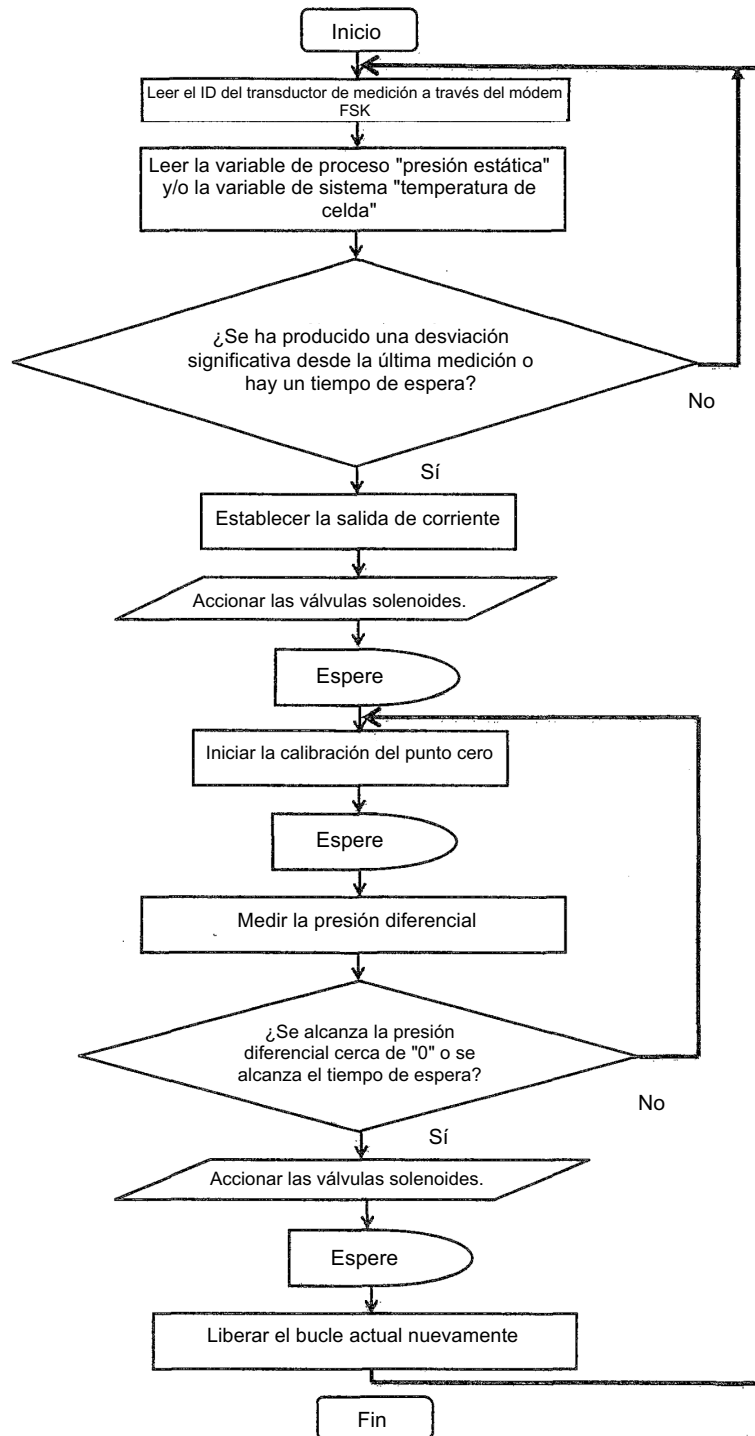 Inicio
Leer el ID del transductor de medición a través del módem
FSK
Leer la variable de proceso "presión estática"
y/o la variable de sistema "temperatura de
celda"
¿Se ha producido una desviación
significativa desde la última medición o
hay un tiempo de espera?
No
Sí
Establecer la salida de corriente
Accionar las válvulas solenoides.
Espere
Iniciar la calibración del punto cero
Espere
Medir la presión diferencial
¿Se alcanza la presión
diferencial cerca de "0" o se
alcanza el tiempo de espera?
No
Sí
Accionar las válvulas solenoides.
Espere
Liberar el bucle actual nuevamente
Fin